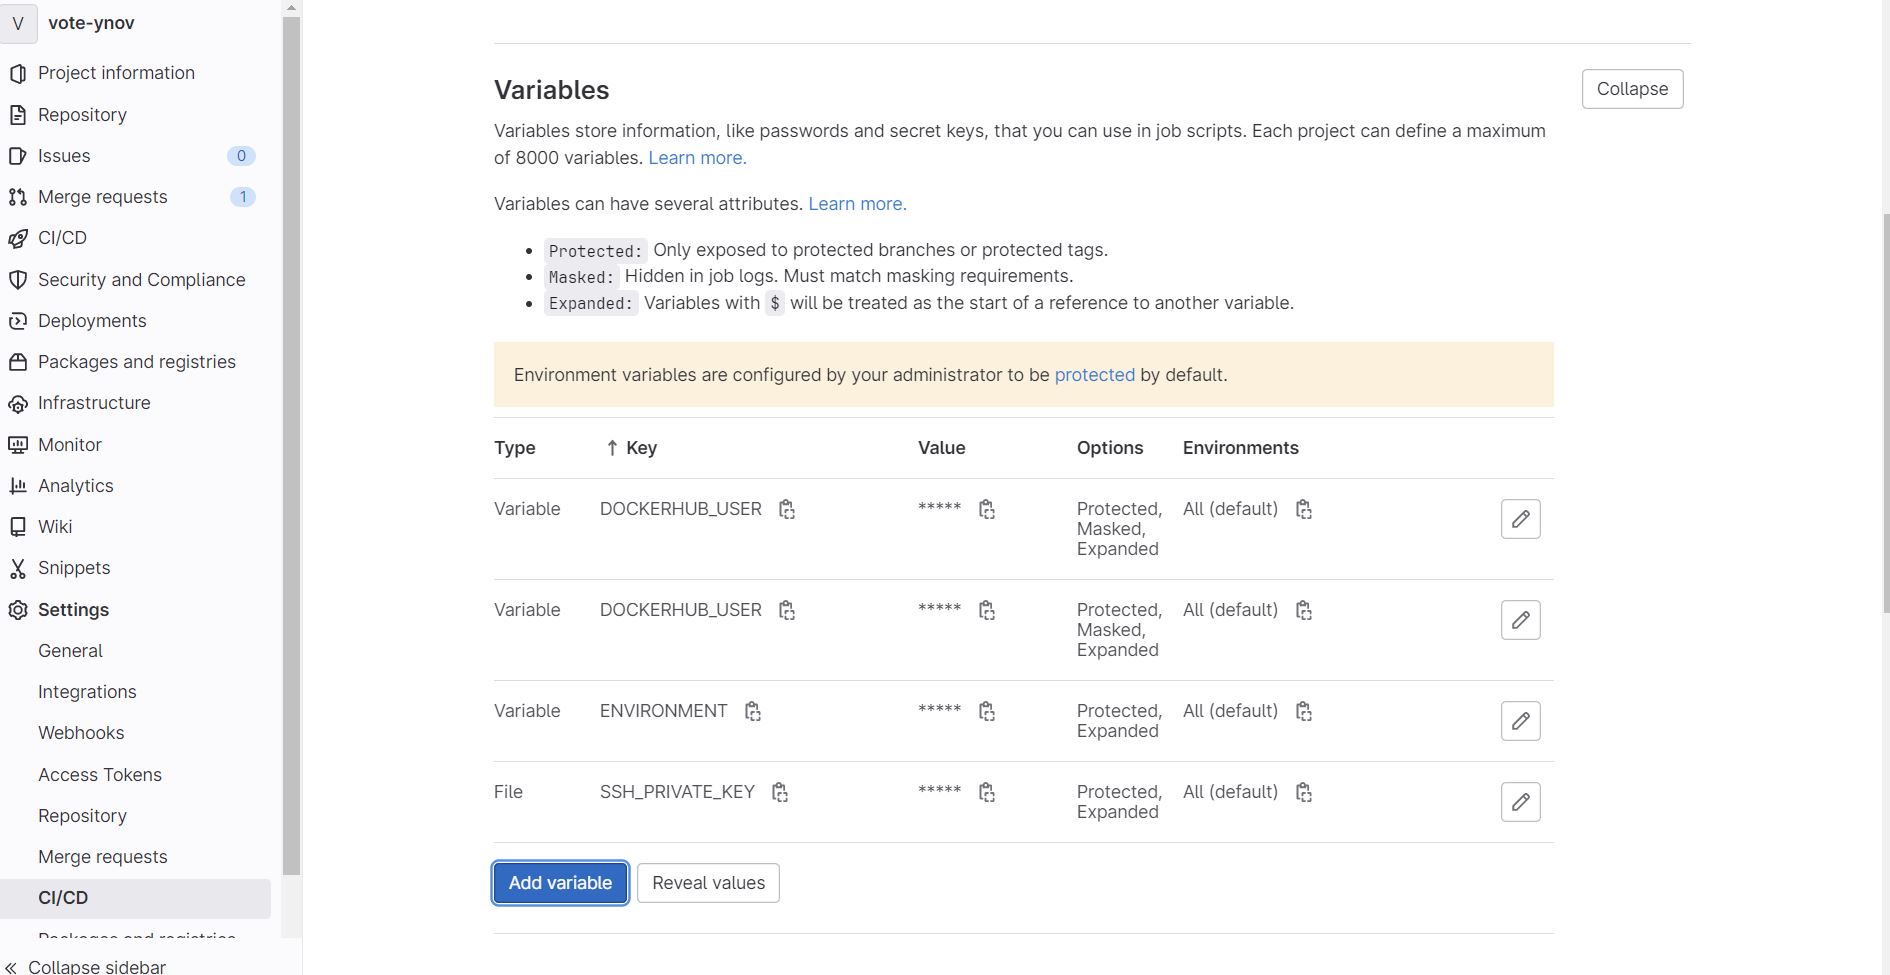 V vote-ynov
Project information
Repository
Issues 0
Merge requests 1
CI/CD
Security and Compliance
Deployments
Packages and registries
Infrastructure
Monitor
Analytics
Wiki
Snippets
Settings
General
Integrations
Webhooks
Access Tokens
Repository
Merge requests
CI/CD
Packages and registries
« Collapse sidebar
Variables
Collapse
Variables store information, like passwords and secret keys, that you can use in job scripts. Each project can define a maximum
of 8000 variables. Learn more.
Variables can have several attributes. Learn more.
• Protected: Only exposed to protected branches or protected tags.
• Masked: Hidden in job logs. Must match masking requirements.
• Expanded: Variables with $ will be treated as the start of a reference to another variable.
Environment variables are configured by your administrator to be protected by default.
Type ↑ Key Value Options Environments
Variable DOCKERHUB_USER ***** Protected, All (default)
Masked,
Expanded
Variable DOCKERHUB_USER ***** Protected, All (default)
Masked,
Expanded
Variable ENVIRONMENT ***** Protected, All (default)
Expanded
File SSH_PRIVATE_KEY ***** Protected, All (default)
Expanded
Add variable Reveal values